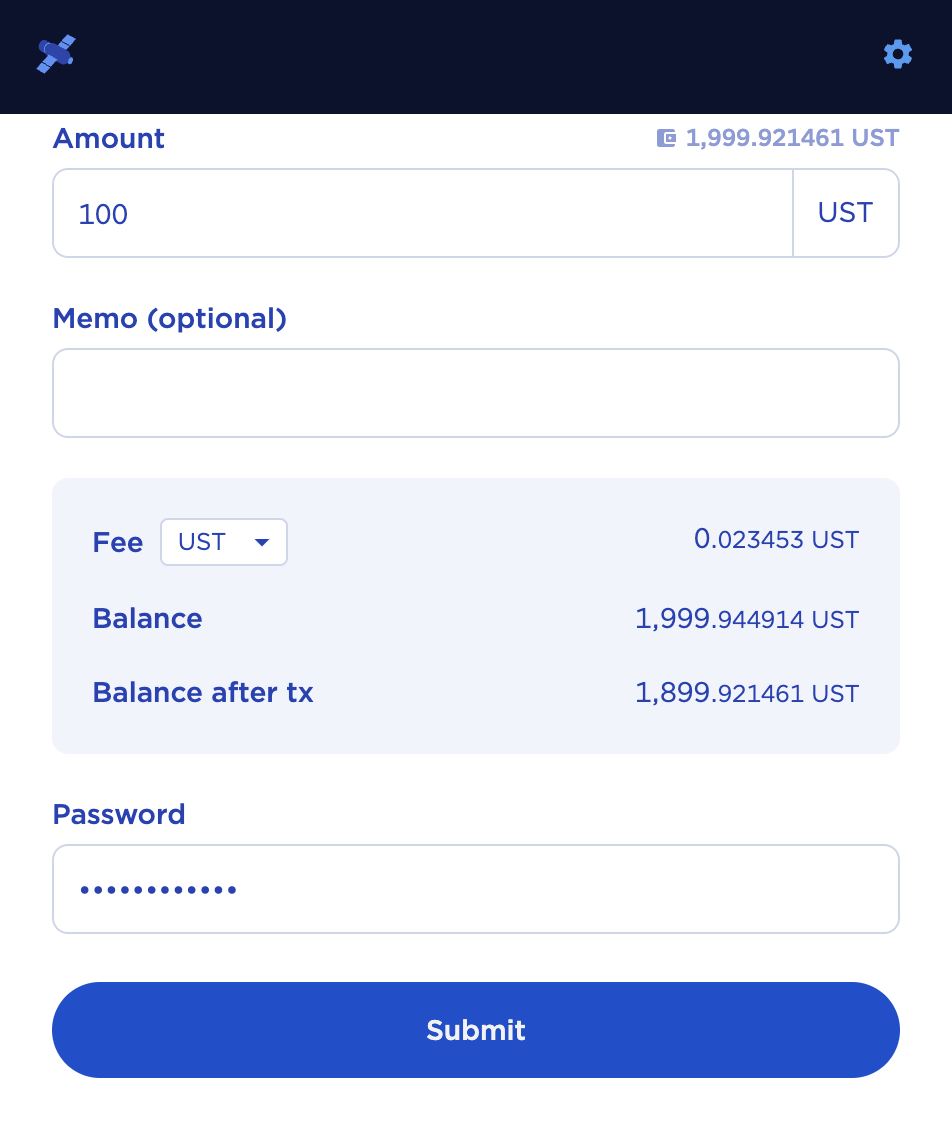 Amount 1,999.921461 UST
100 UST
Memo (optional)
Fee UST 0.023453 UST
Balance 1,999.944914 UST
Balance after tx 1,899.921461 UST
Password
••••••••••••
Submit